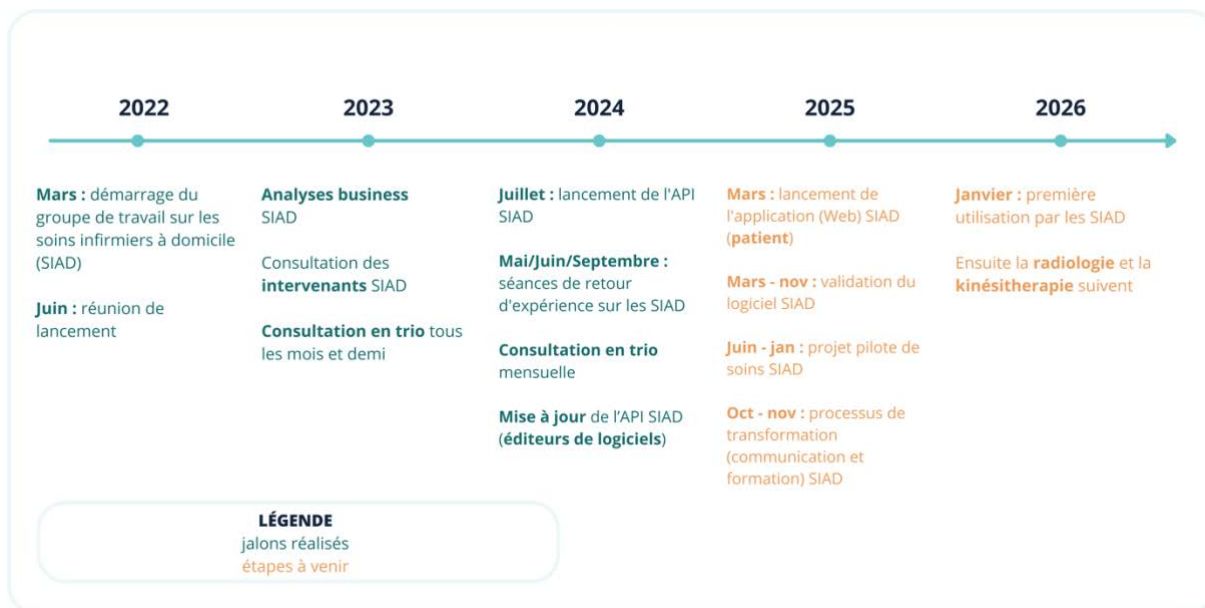 2022
2023
2024
2025
2026
Mars : démarrage du
groupe de travail sur les
soins infirmiers à domicile
(SIAD)
Juin : réunion de
lancement
Analyses business
SIAD
Consultation des
intervenants SIAD
Consultation en trio tous
les mois et demi
Juillet : lancement de l'API
SIAD
Mai/Juin/Septembre :
séances de retour
d'expérience sur les SIAD
Consultation en trio
mensuelle
Mise à jour de l'API SIAD
(éditeurs de logiciels)
Mars : lancement de
l'application (Web) SIAD
(patient)
Mars - nov : validation du
logiciel SIAD
Juin - jan : projet pilote de
soins SIAD
Oct - nov : processus de
transformation
(communication et
formation) SIAD
Janvier : première
utilisation par les SIAD
Ensuite la radiologie et la
kinésitherapie suivent
LÉGENDE
jalons réalisés
étapes à venir